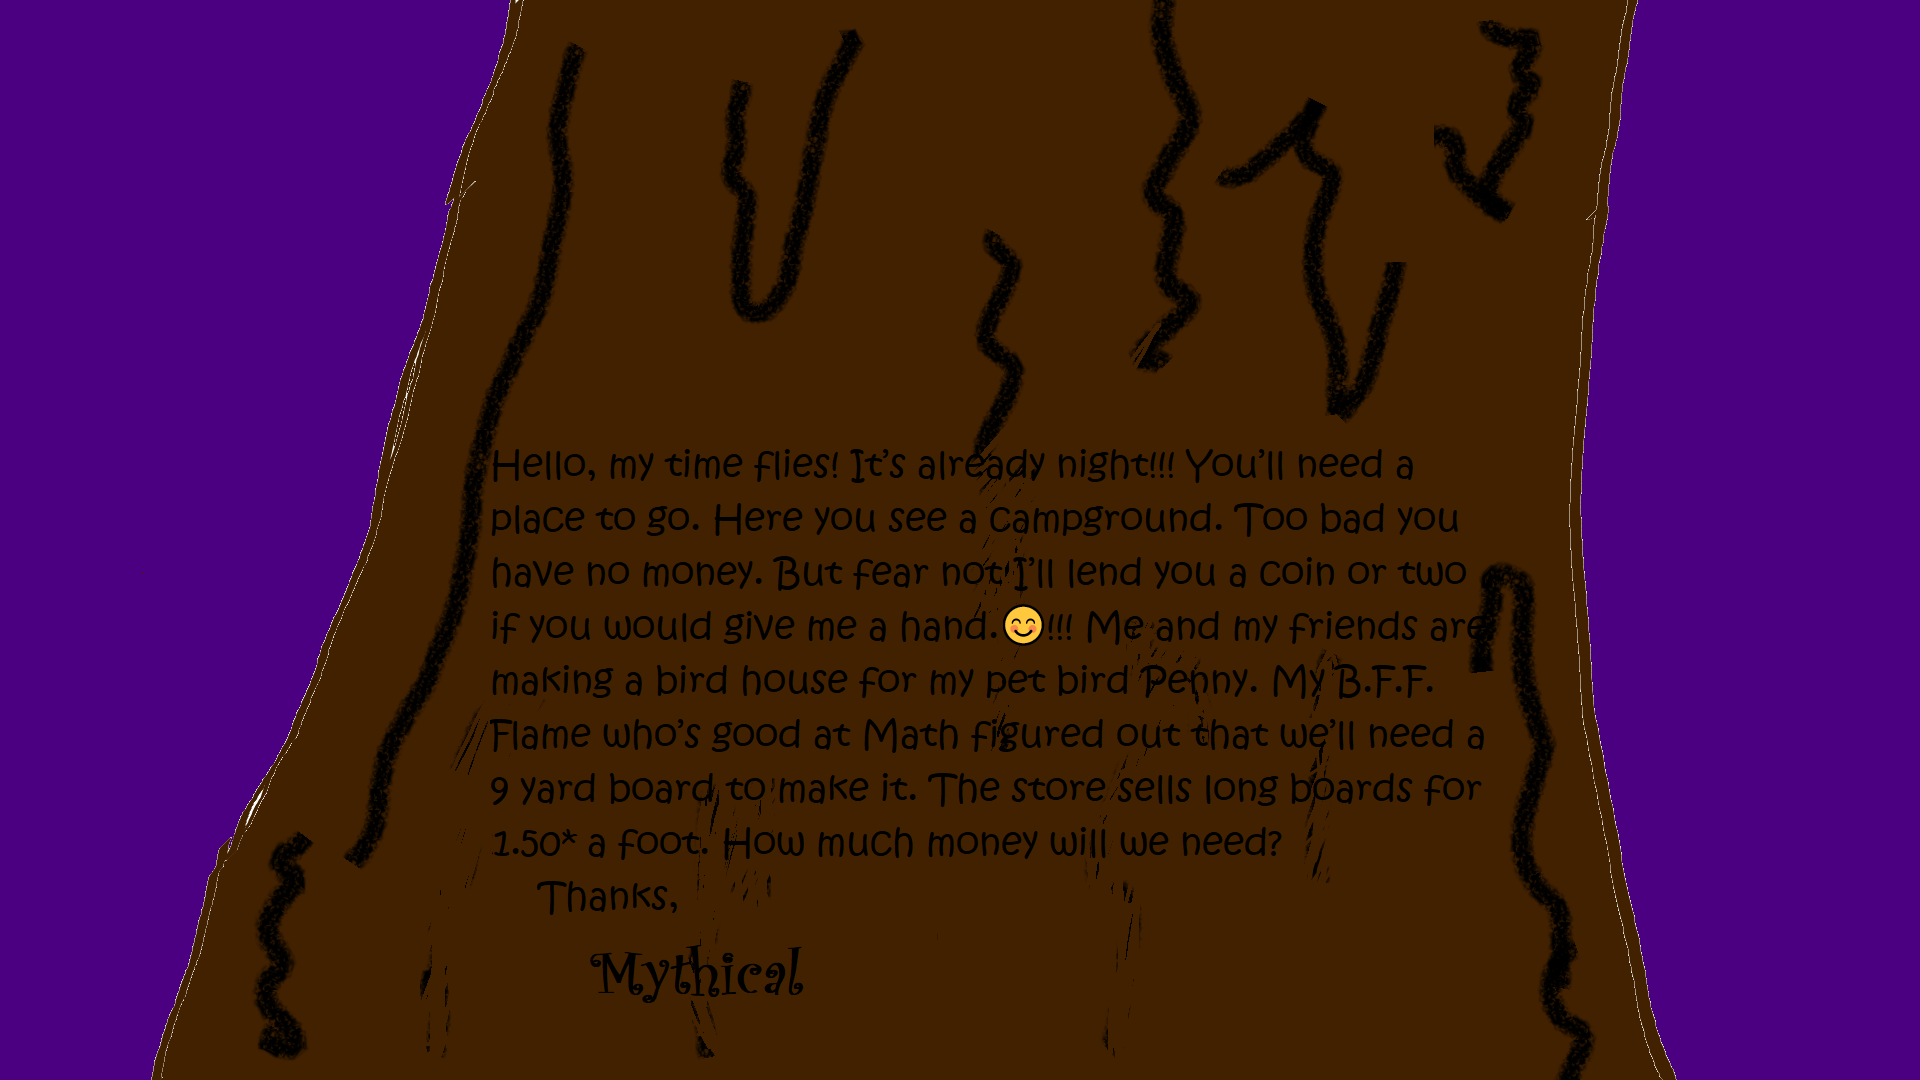 Hello, my time flies! It's already night!!! You'll need a
place to go. Here you see a campground. Too bad you
have no money. But fear not I'll lend you a coin or two
if you would give me a hand.😊!!! Me and my friends are
making a bird house for my pet bird Penny. My B.F.F.
Flame who's good at Math figured out that we'll need a
9 yard board to make it. The store sells long boards for
1.50* a foot. How much money will we need?
Thanks,
Mythical